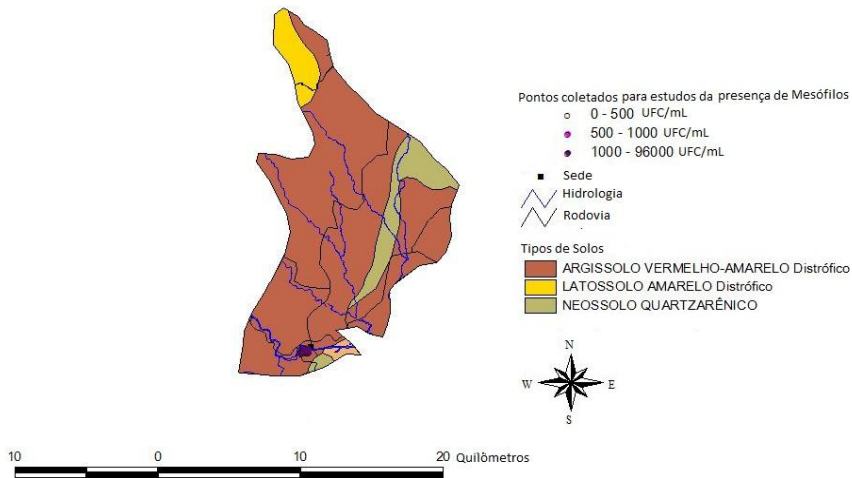 Pontos coletados para estudos da presença de Mesófilos
0 - 500 UFC/mL
500 - 1000 UFC/mL
1000 - 96000 UFC/mL
Sede
Hidrologia
Rodovia
Tipos de Solos
ARGISSOLO VERMELHO-AMARELO Distrófico
LATOSSOLO AMARELO Distrófico
NEOSSOLO QUARTZARÊNICO
N
W E
S
10 0 10 20 Quilômetros